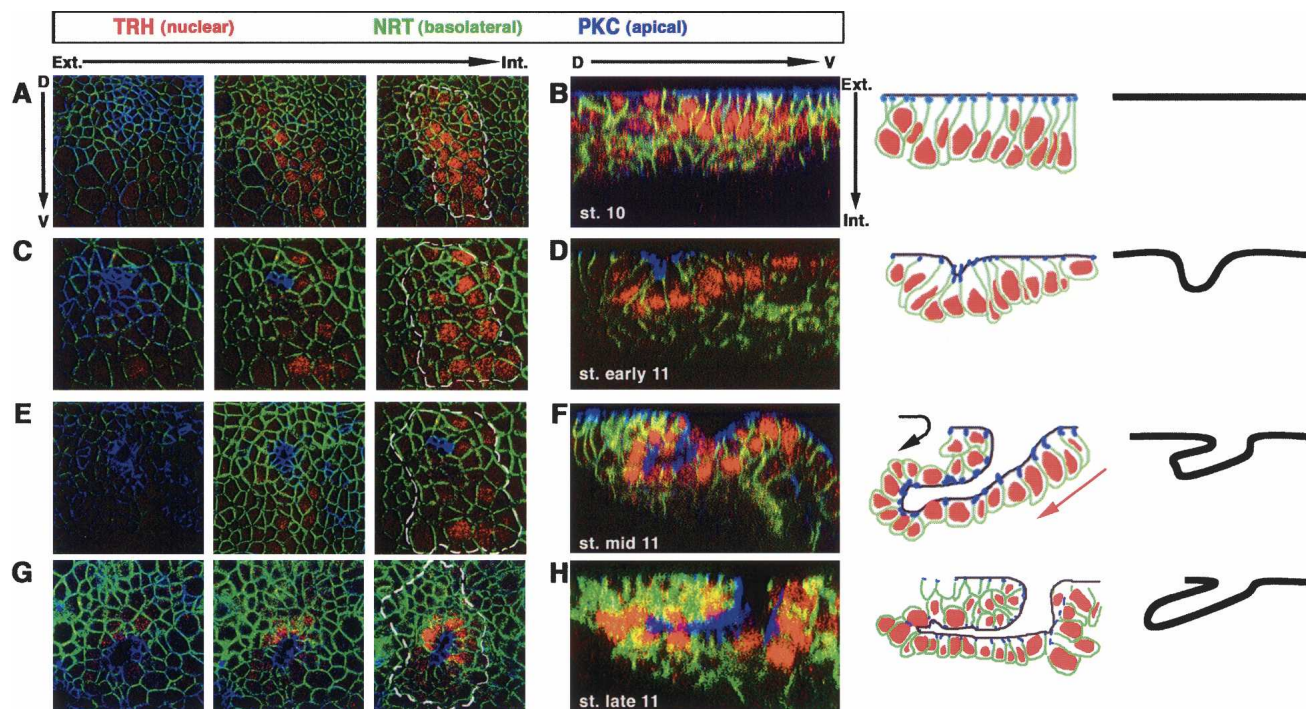 TRH (nuclear) NRT (basolateral) PKC (apical)
Ext. Int. D V
A D V B Ext. Int.
st. 10
C D
st. early 11
E F
st. mid 11
G H
st. late 11